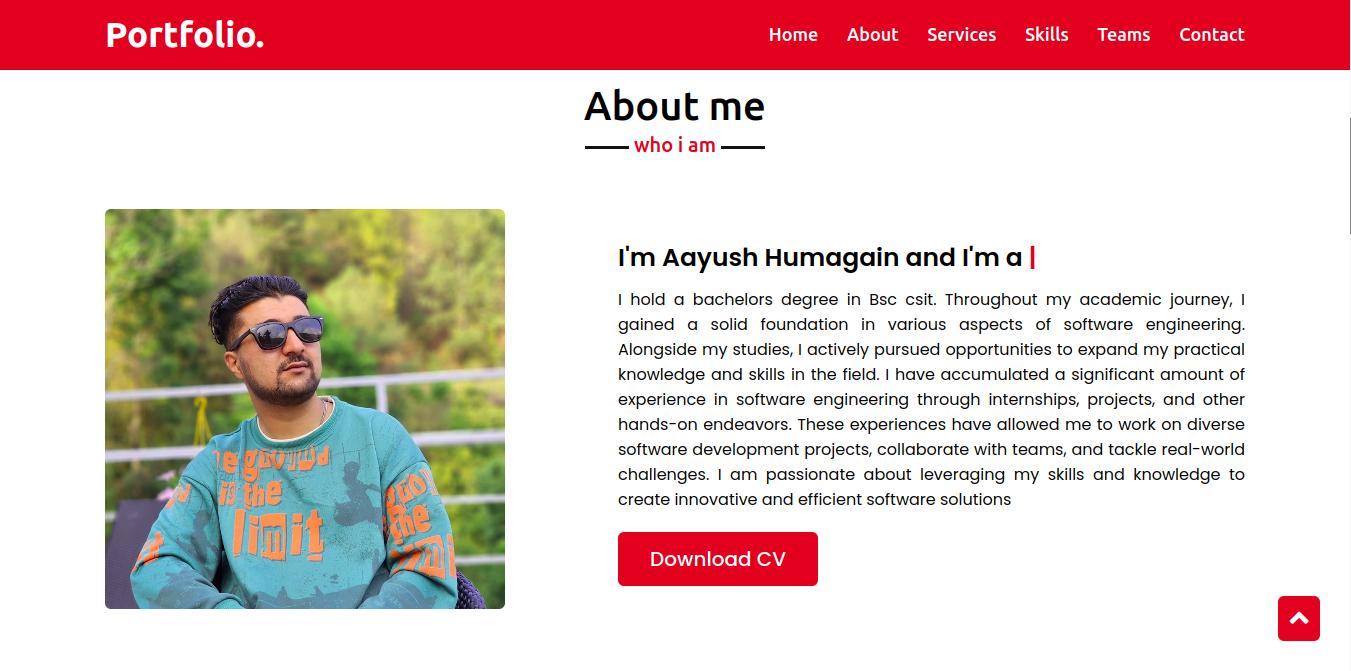 Portfolio.
Home About Services Skills Teams Contact
About me
who i am
I'm Aayush Humagain and I'm a |
I hold a bachelors degree in Bsc csit. Throughout my academic journey, I
gained a solid foundation in various aspects of software engineering.
Alongside my studies, I actively pursued opportunities to expand my practical
knowledge and skills in the field. I have accumulated a significant amount of
experience in software engineering through internships, projects, and other
hands-on endeavors. These experiences have allowed me to work on diverse
software development projects, collaborate with teams, and tackle real-world
challenges. I am passionate about leveraging my skills and knowledge to
create innovative and efficient software solutions
Download CV
is the
limit
the